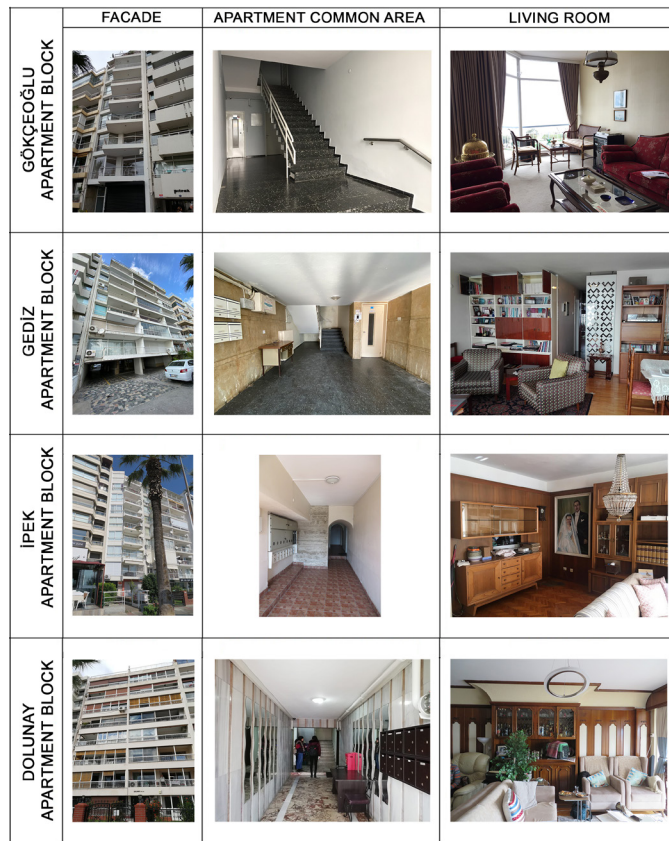 FACADE
APARTMENT COMMON AREA
LIVING ROOM
GÖKÇEOĞLU
APARTMENT BLOCK
GEDİZ
APARTMENT BLOCK
İPEK
APARTMENT BLOCK
DOLUNAY
APARTMENT BLOCK